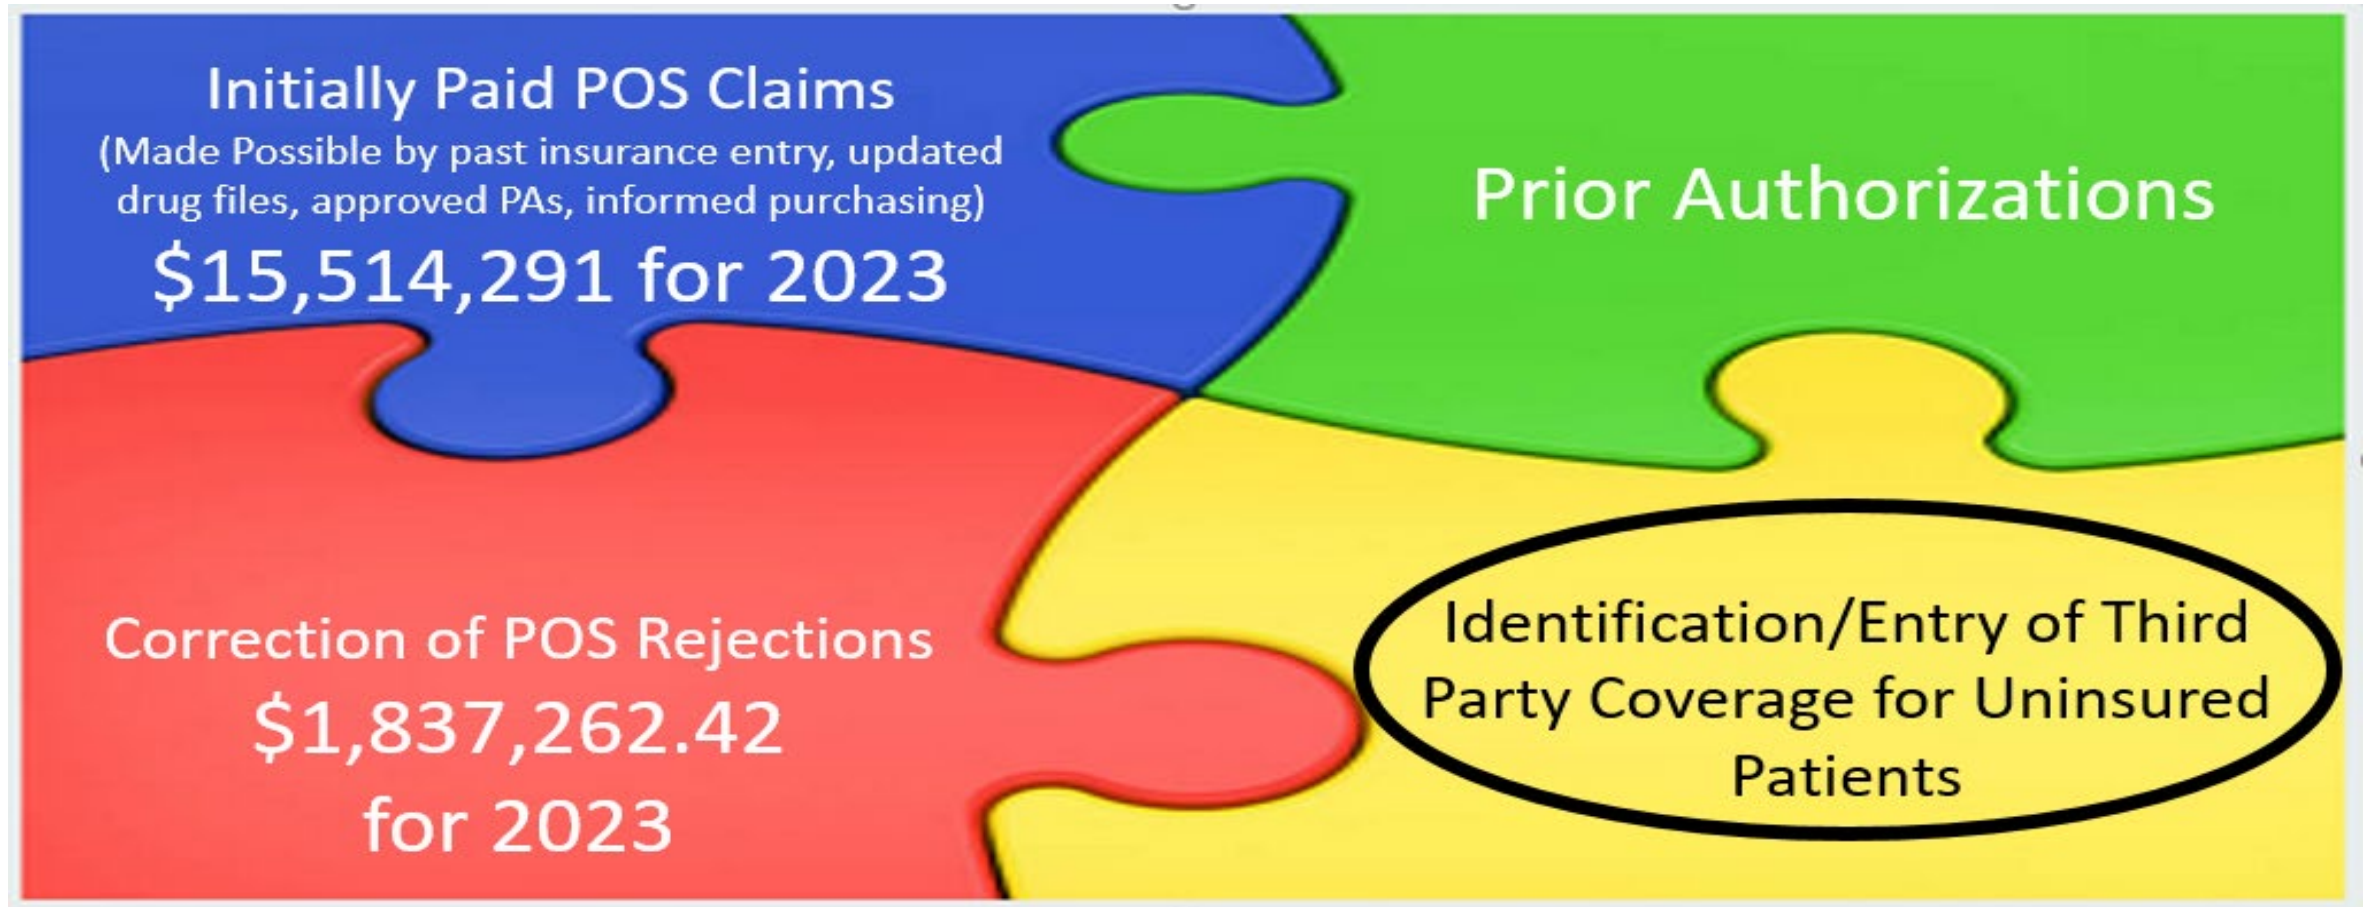 Initially Paid POS Claims
(Made Possible by past insurance entry, updated
drug files, approved PAs, informed purchasing)
$15,514,291 for 2023
Prior Authorizations
Correction of POS Rejections
$1,837,262.42
for 2023
Identification/Entry of Third
Party Coverage for Uninsured
Patients